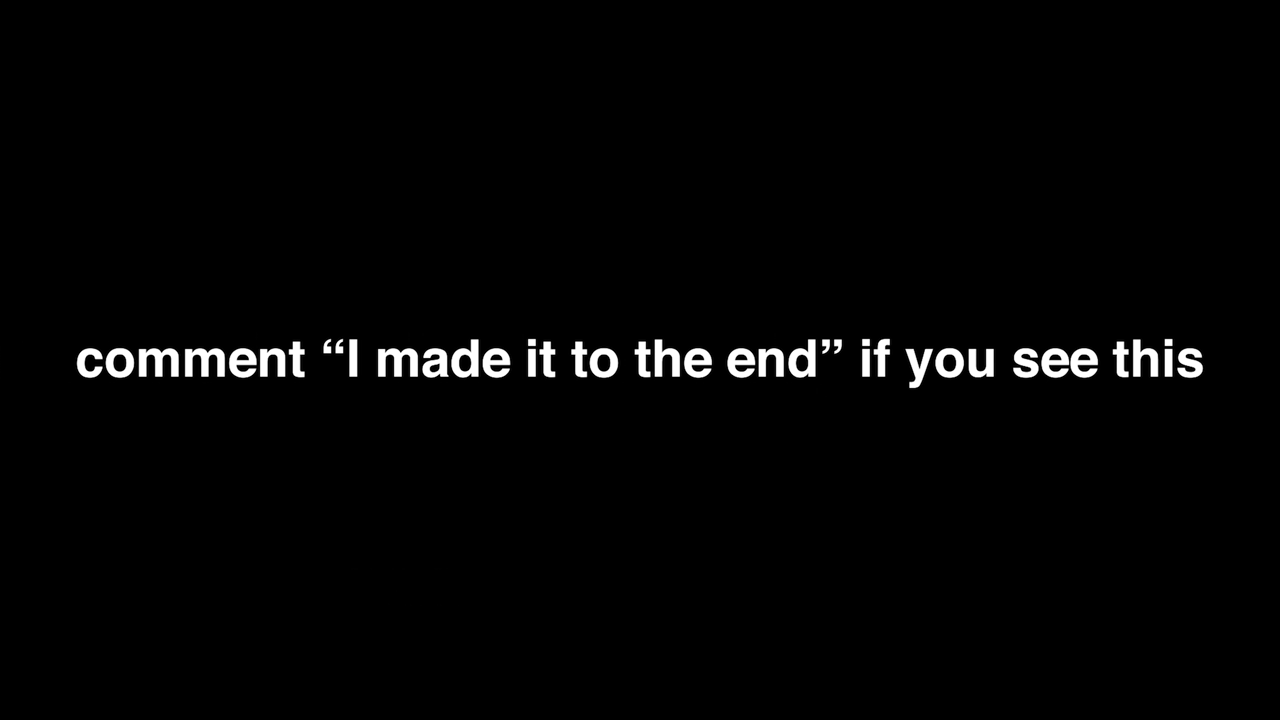 comment “I made it to the end” if you see this